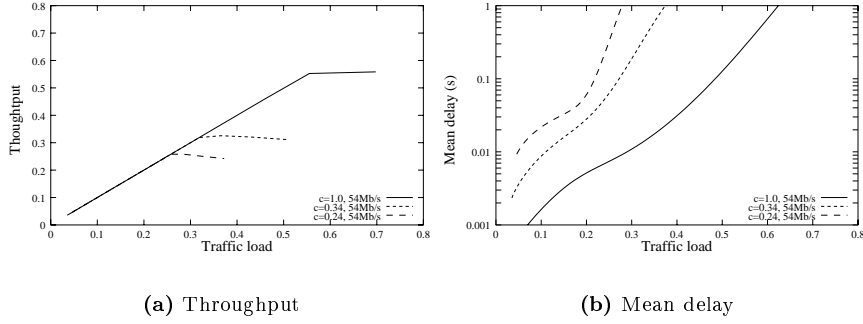 0.8
0.7
0.6
0.5
0.4
0.3
0.2
0.1
0
Thoughtput
c=1.0, 54Mb/s
c=0.34, 54Mb/s
c=0.24, 54Mb/s
0 0.1 0.2 0.3 0.4 0.5 0.6 0.7 0.8
Traffic load
(a) Throughput
1
0.1
0.01
0.001
Mean delay (s)
c=1.0, 54Mb/s
c=0.34, 54Mb/s
c=0.24, 54Mb/s
0 0.1 0.2 0.3 0.4 0.5 0.6 0.7 0.8
Traffic load
(b) Mean delay